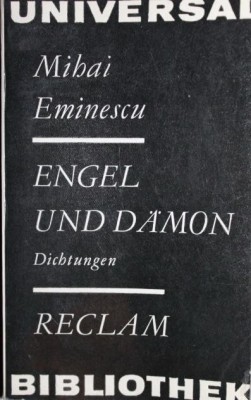 UNIVERSAL
Mihai
Eminescu
ENGEL
UND DÄMON
Dichtungen
RECLAM
BIBLIOTHEK